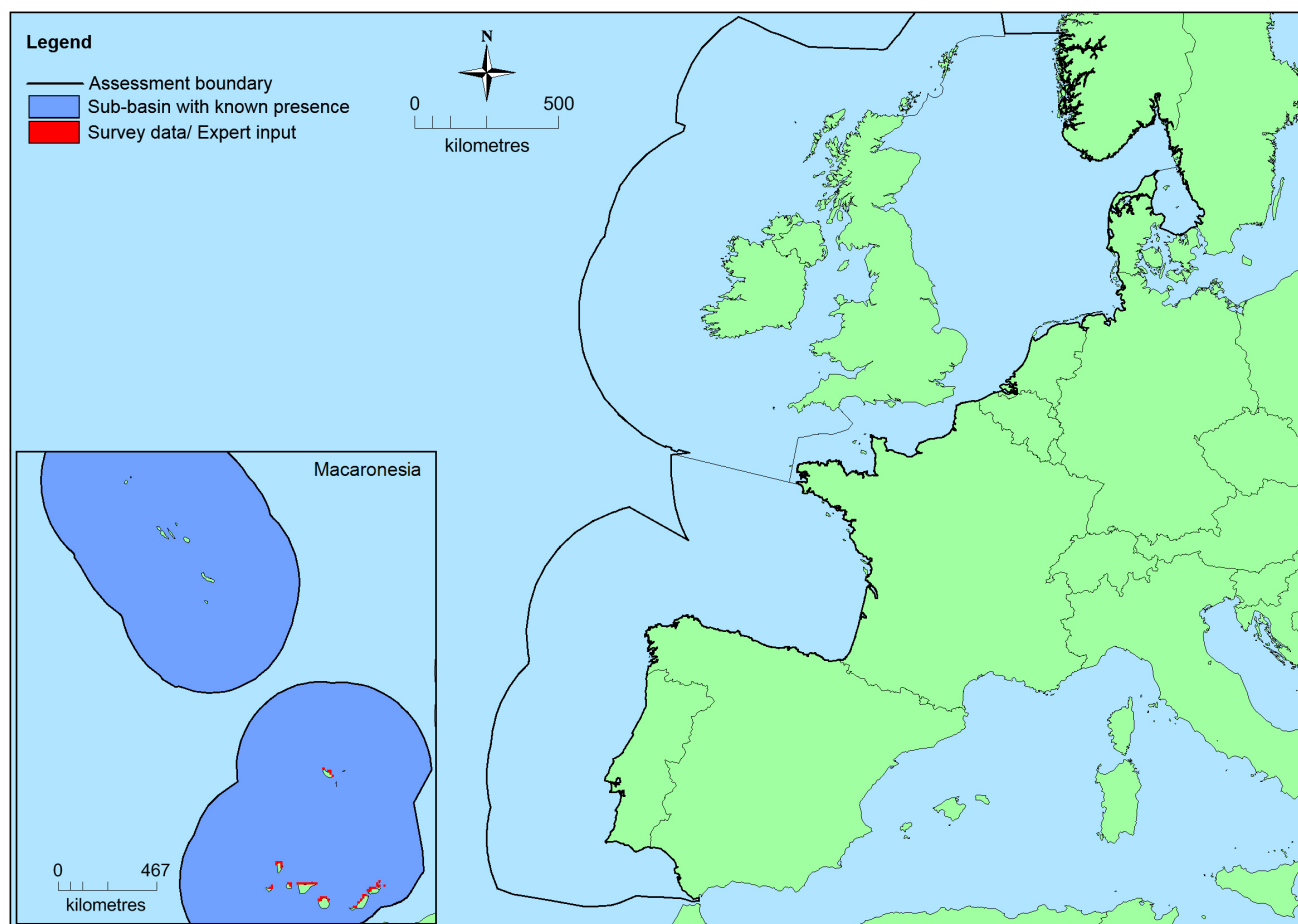 Legend
Assessment boundary
Sub-basin with known presence
Survey data/ Expert input
N
0 500
kilometres
Macaronesia
0 467
kilometres